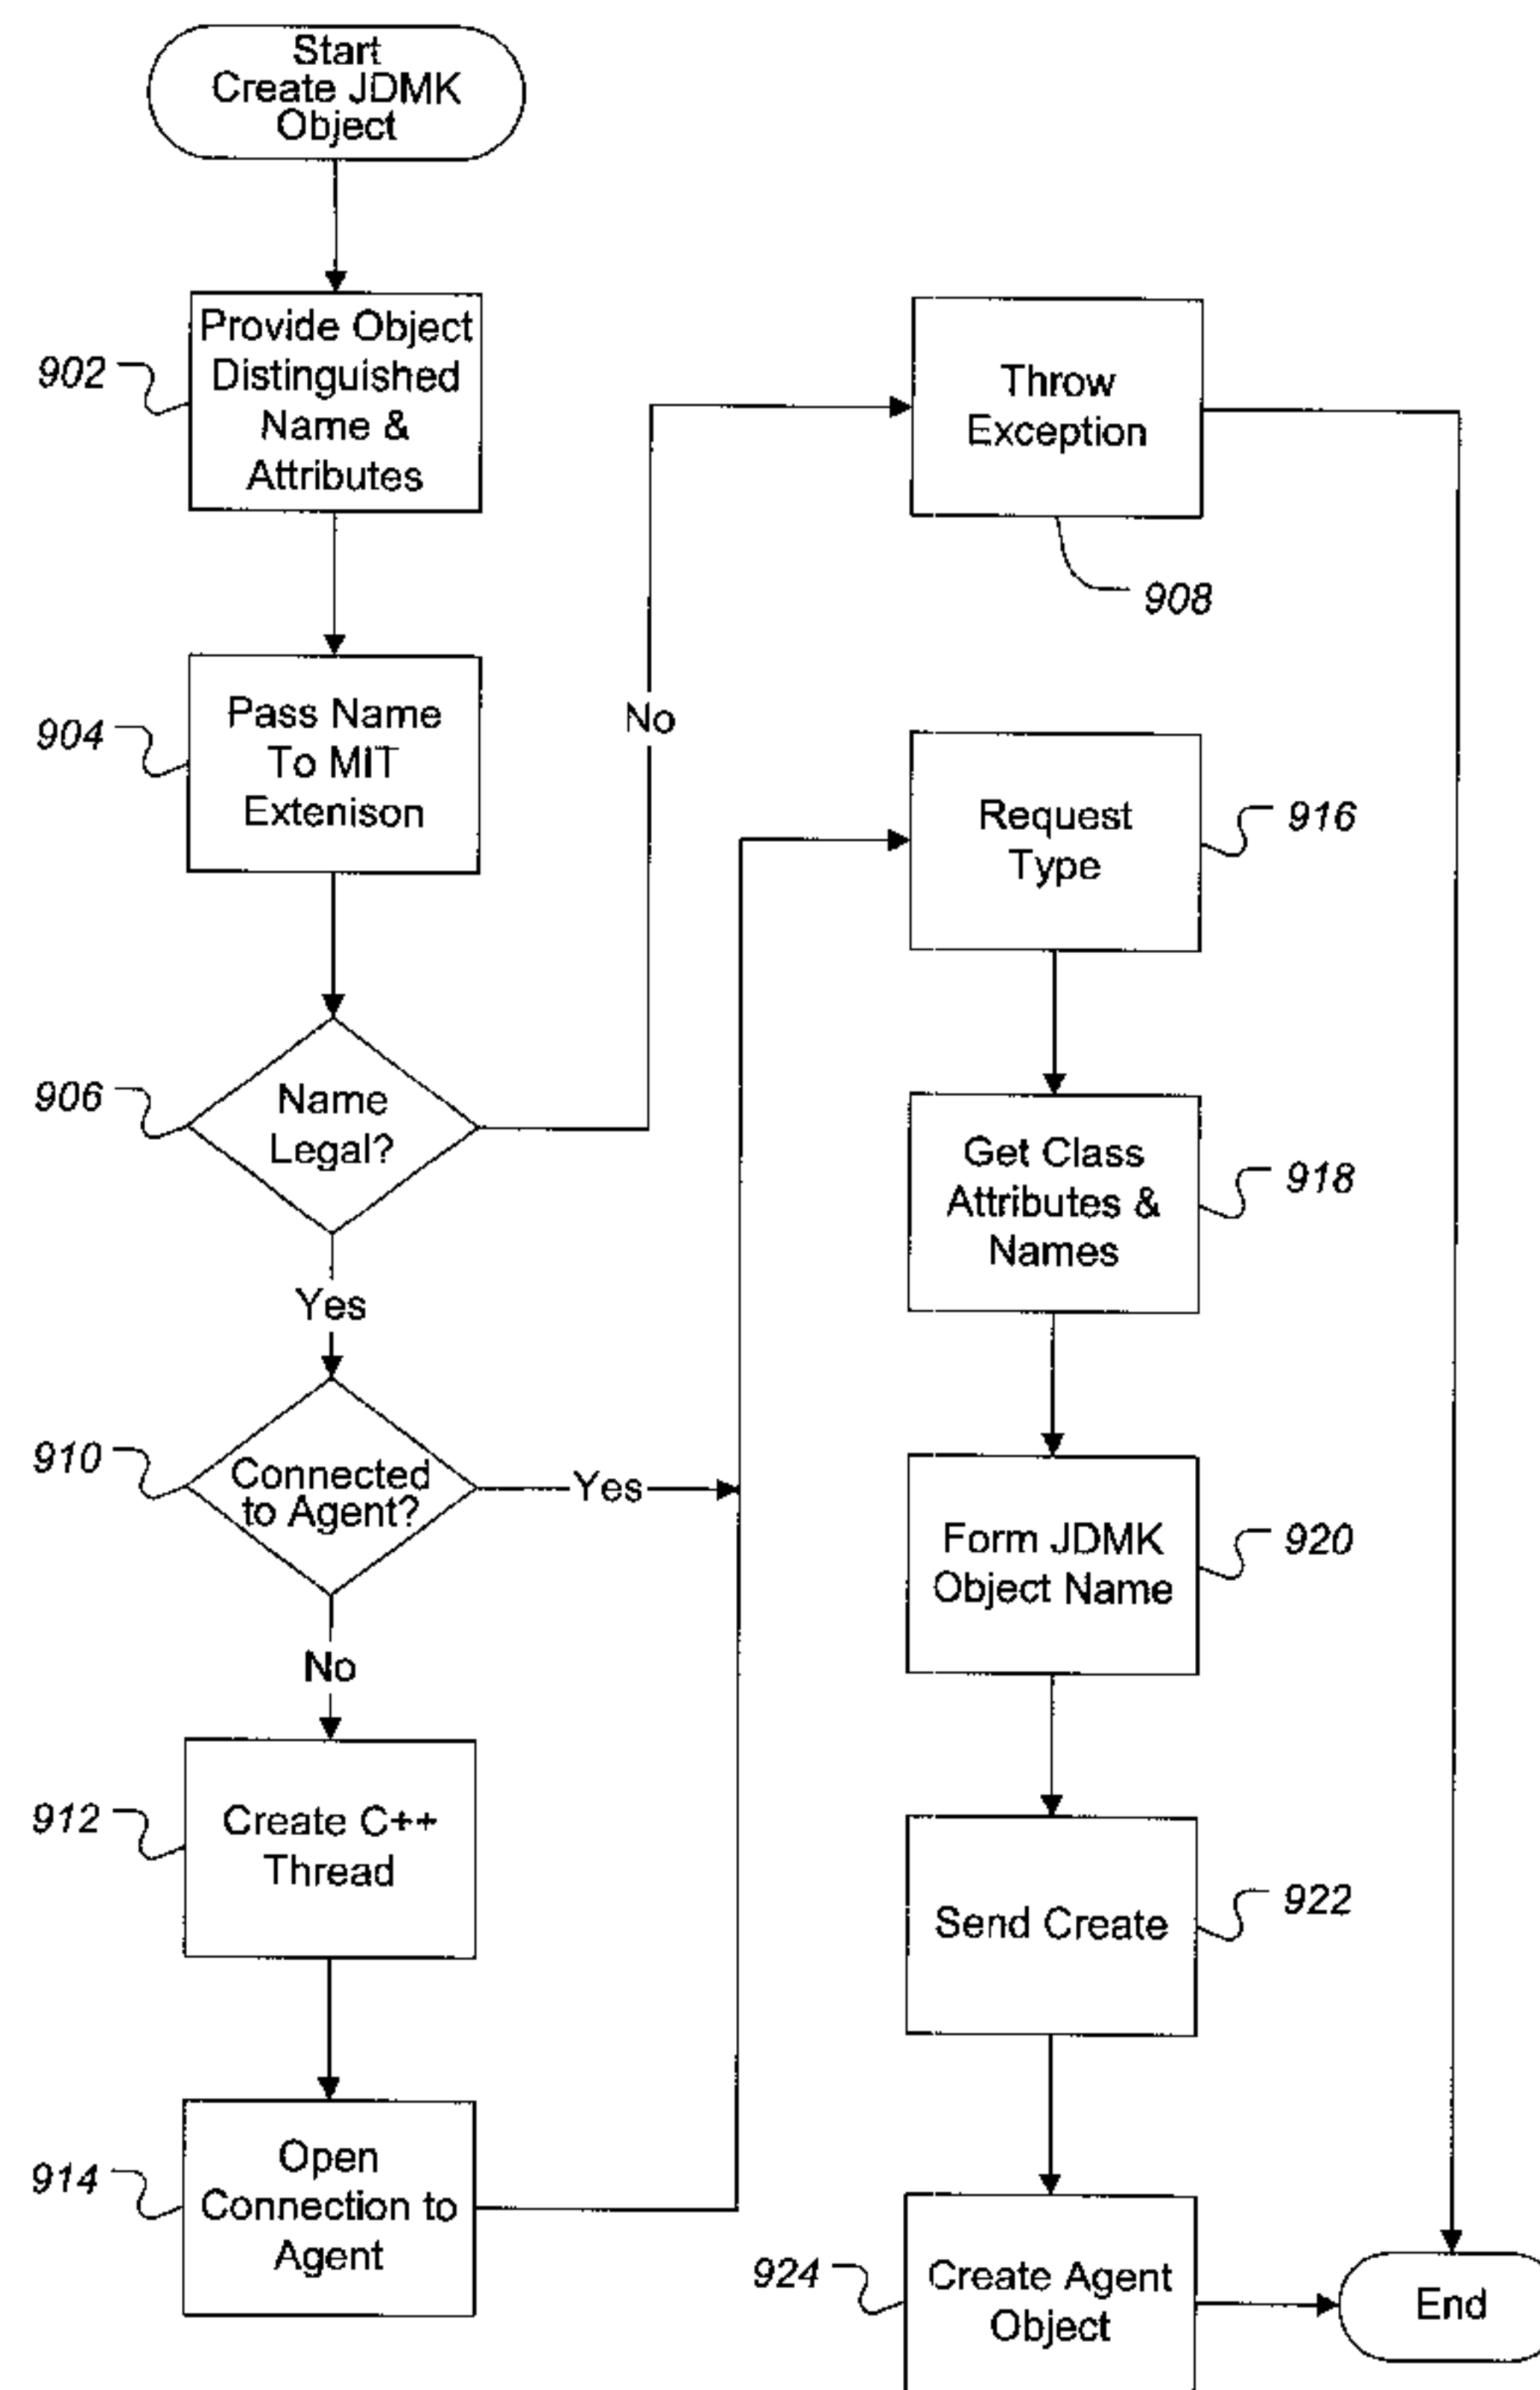 Start
Create JDMK
Object
902
Provide Object
Distinguished
Name &
Attributes
904
Pass Name
To MIT
Extenison
906
Name
Legal?
No
Yes
Throw
Exception
908
910
Connected
to Agent?
Yes
No
912
Create C++
Thread
914
Open
Connection to
Agent
Request
Type
916
Get Class
Attributes &
Names
918
Form JDMK
Object Name
920
Send Create
922
924
Create Agent
Object
End